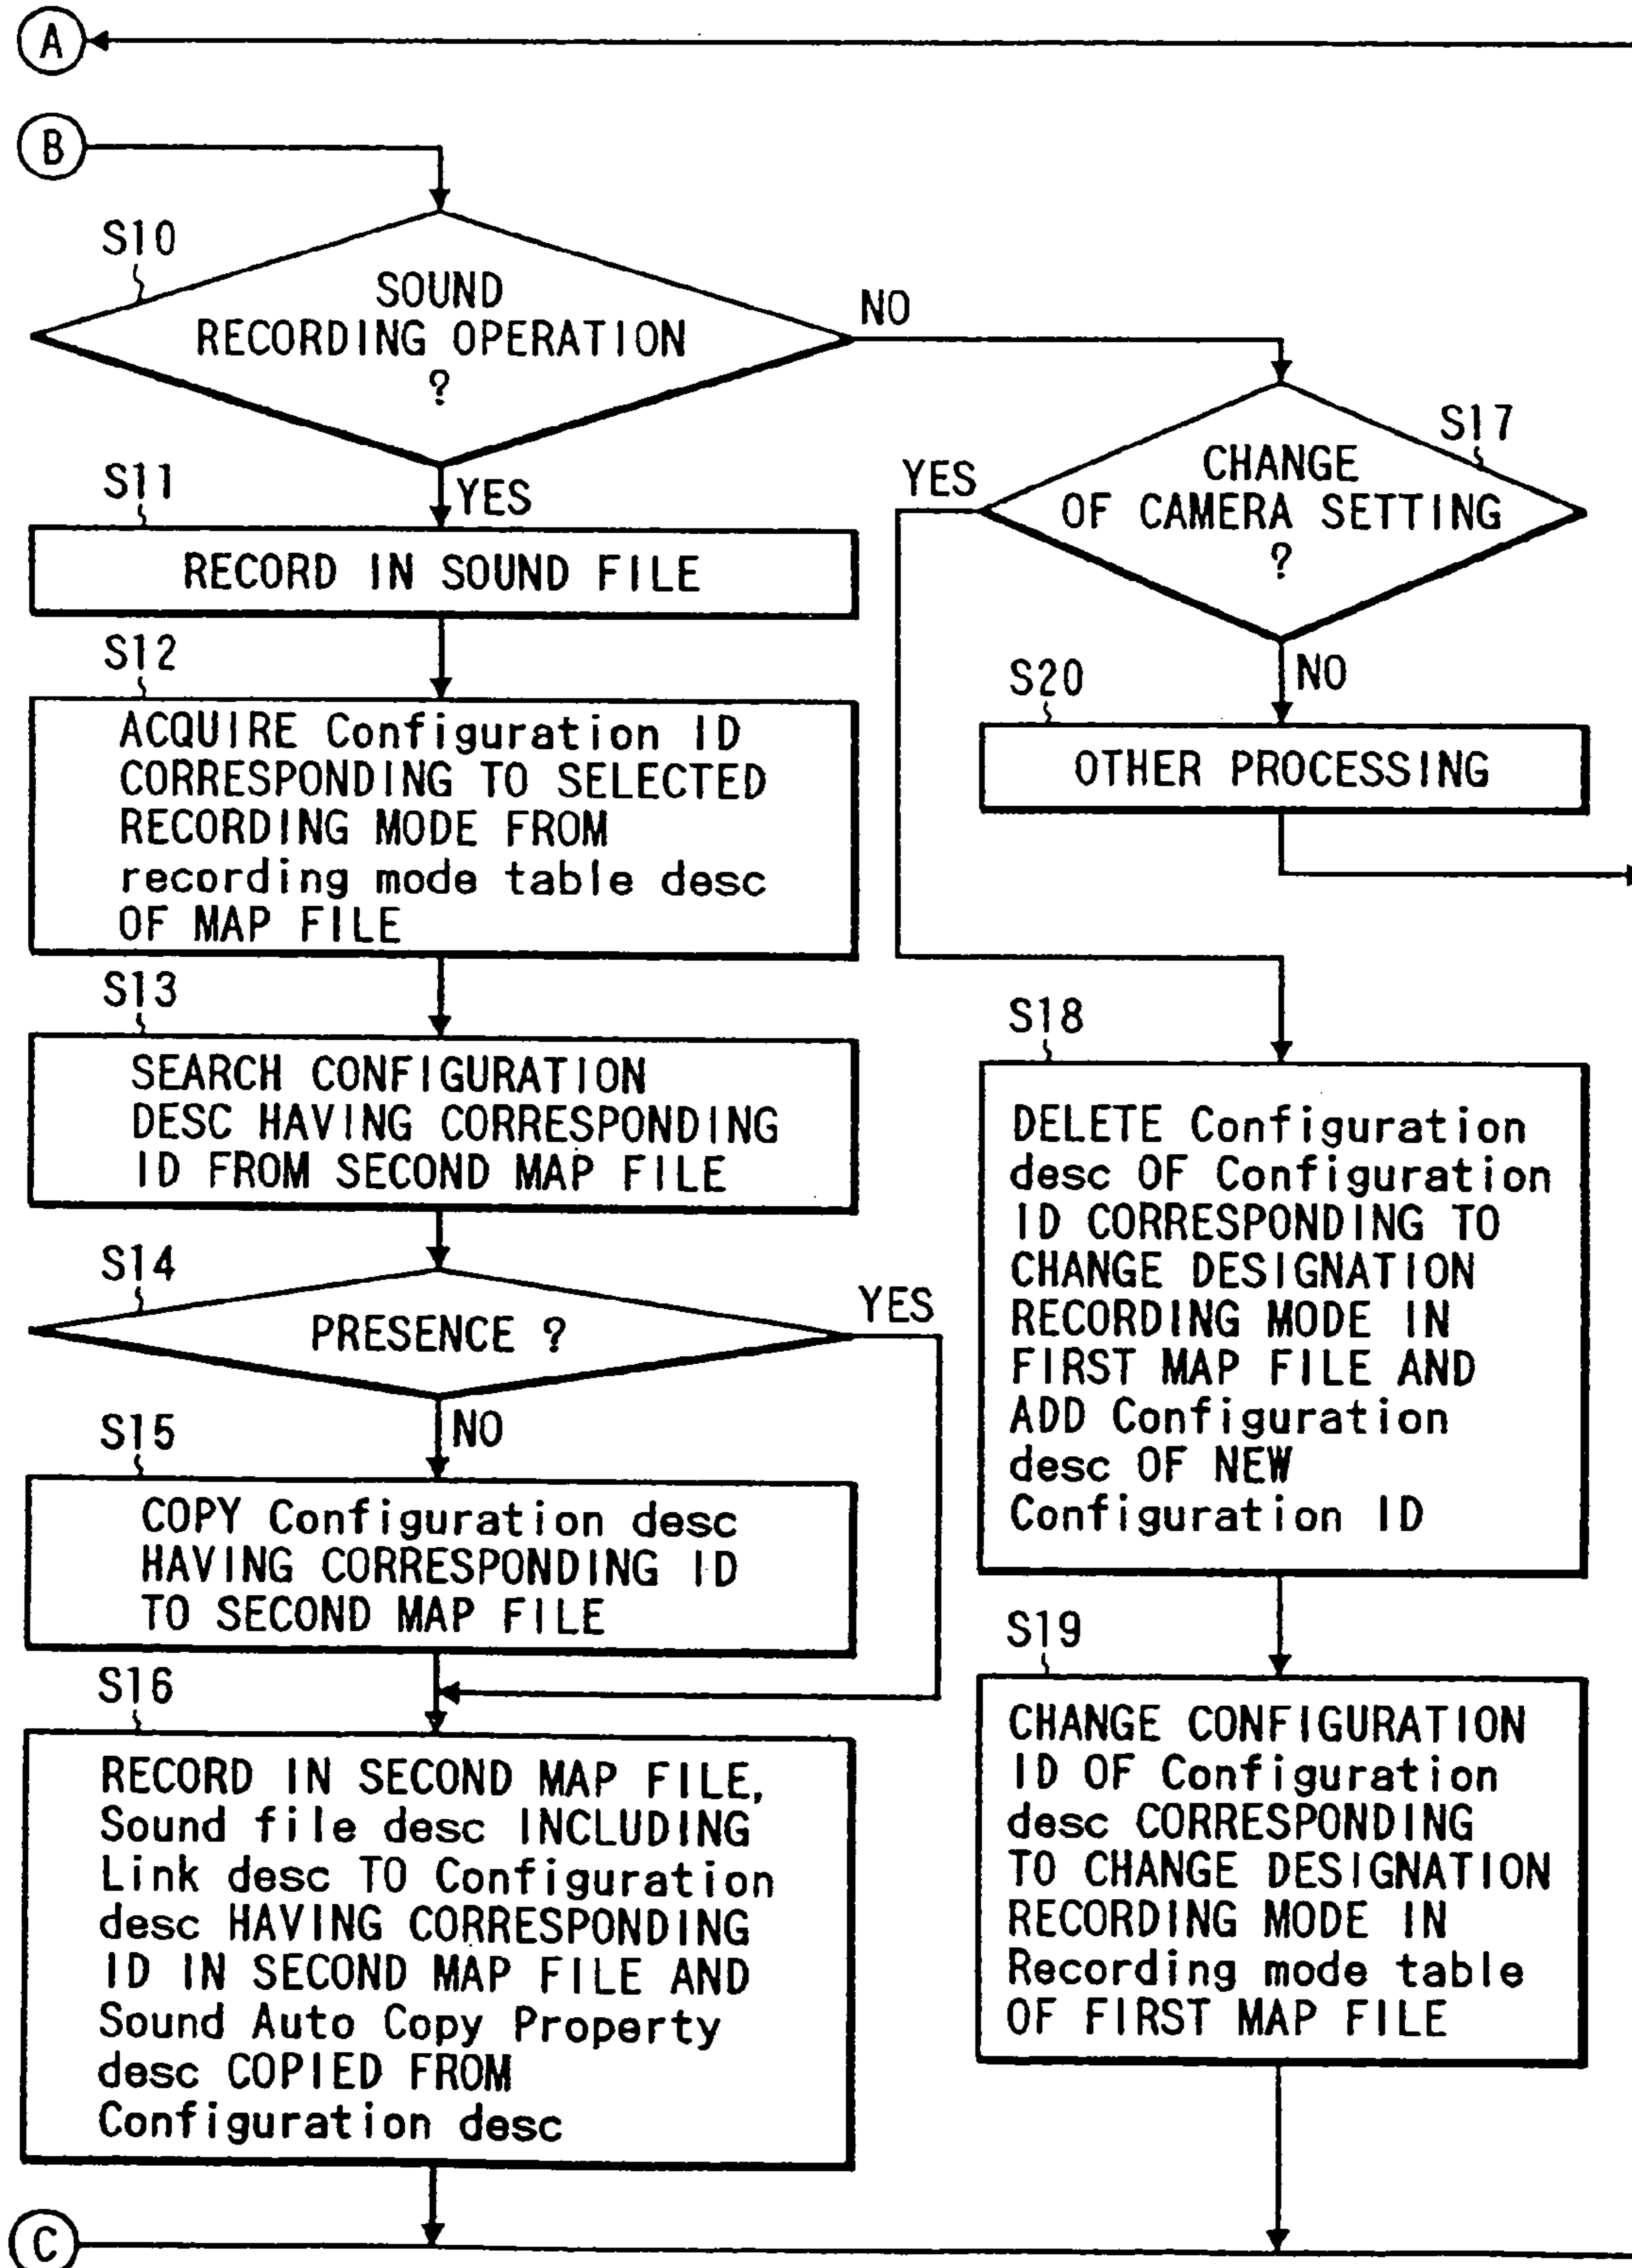 A
B
S10
SOUND
RECORDING OPERATION
?
NO
YES
S11
RECORD IN SOUND FILE
S12
ACQUIRE Configuration ID
CORRESPONDING TO SELECTED
RECORDING MODE FROM
recording mode table desc
OF MAP FILE
S13
SEARCH CONFIGURATION
DESC HAVING CORRESPONDING
ID FROM SECOND MAP FILE
S14
PRESENCE ?
YES
NO
S15
COPY Configuration desc
HAVING CORRESPONDING ID
TO SECOND MAP FILE
S16
RECORD IN SECOND MAP FILE,
Sound file desc INCLUDING
Link desc TO Configuration
desc HAVING CORRESPONDING
ID IN SECOND MAP FILE AND
Sound Auto Copy Property
desc COPIED FROM
Configuration desc
S17
CHANGE
OF CAMERA SETTING
?
YES
NO
S20
OTHER PROCESSING
S18
DELETE Configuration
desc OF Configuration
ID CORRESPONDING TO
CHANGE DESIGNATION
RECORDING MODE IN
FIRST MAP FILE AND
ADD Configuration
desc OF NEW
Configuration ID
S19
CHANGE CONFIGURATION
ID OF Configuration
desc CORRESPONDING
TO CHANGE DESIGNATION
RECORDING MODE IN
Recording mode table
OF FIRST MAP FILE
C